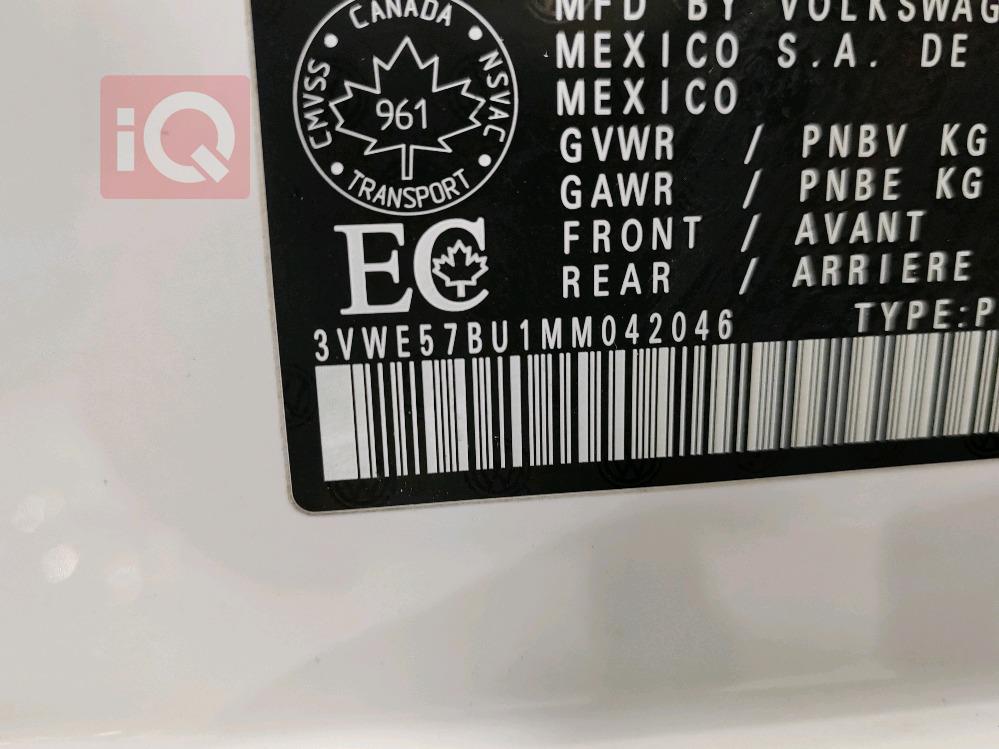 iQ
CANADA
CMVSS
NSVAC
961
TRANSPORT
EC
MFD BY VOLKSWAG
MEXICO S.A. DE
MEXICO
GVWR / PNBV KG
GAWR / PNBE KG
FRONT / AVANT
REAR / ARRIERE
TYPE:P
3VWE57BU1MM042046